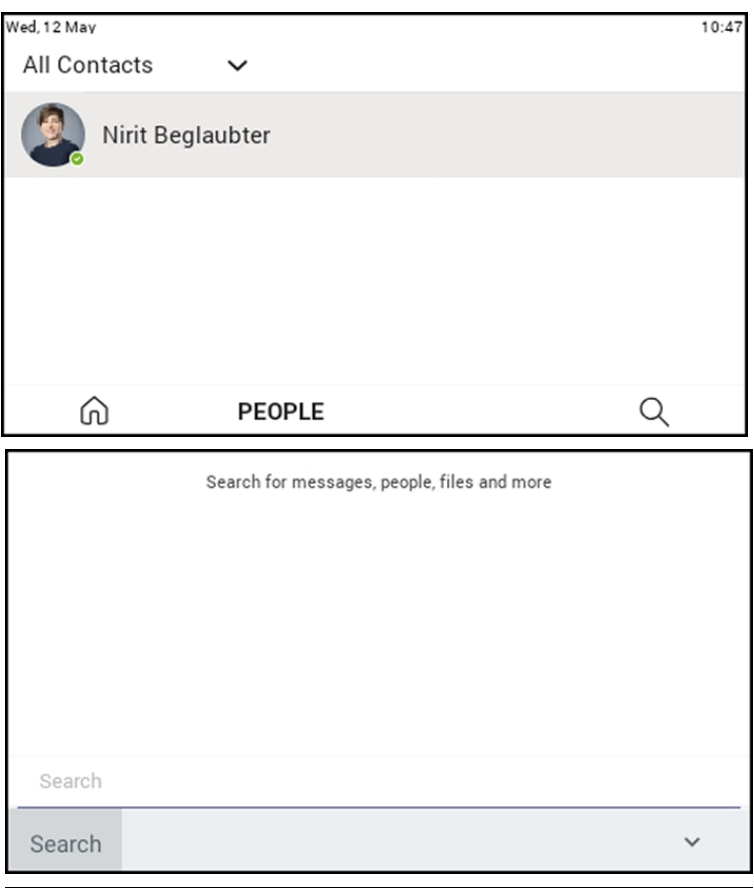 Wed, 12 May 10:47
All Contacts
Nirit Beglaubter
PEOPLE
Search for messages, people, files and more
Search
Search